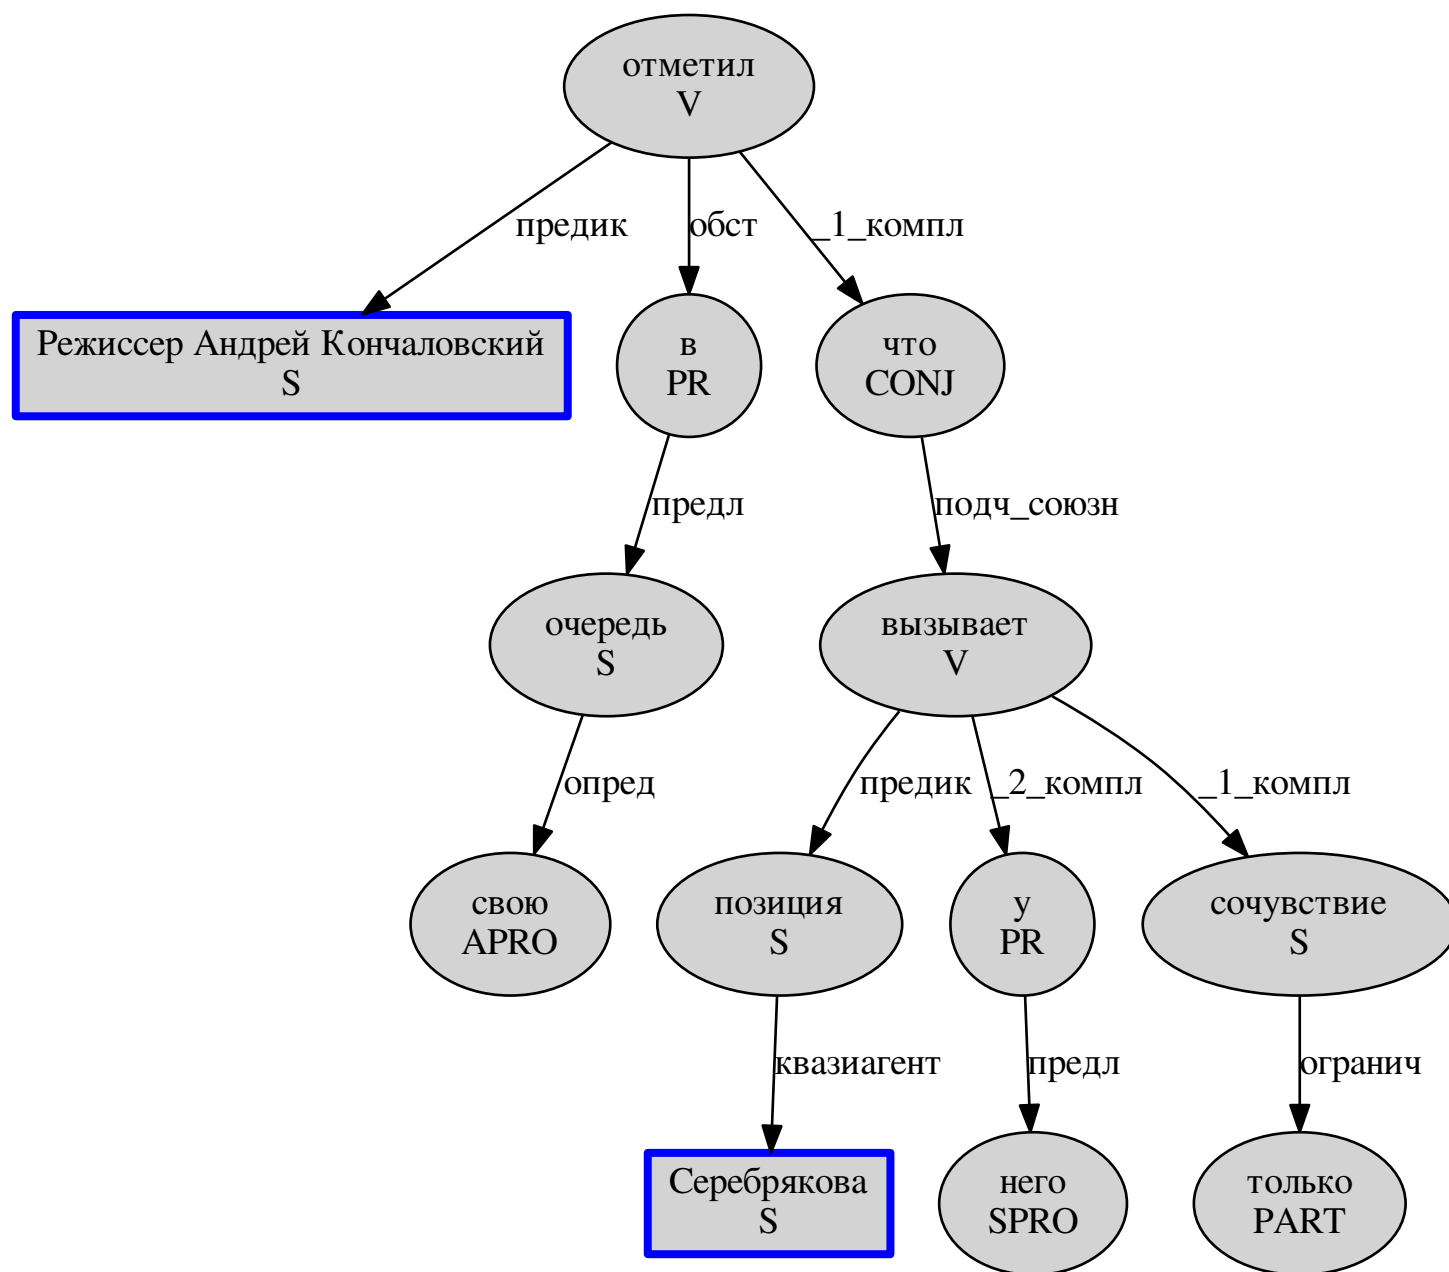 отметил
V
предик
обст
_1_компл
Режиссер Андрей Кончаловский
S
в
PR
что
CONJ
предл
подч_союзн
очередь
S
вызывает
V
опред
предик
_2_компл
_1_компл
свою
APRO
позиция
S
у
PR
сочувствие
S
квазиагент
предл
огранич
Серебрякова
S
него
SPRO
только
PART